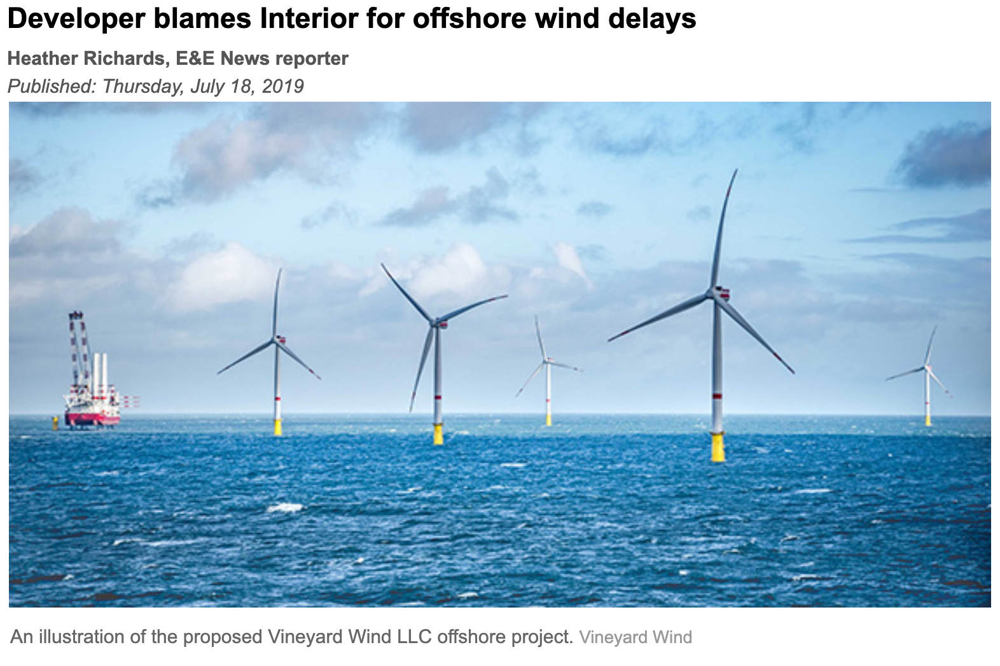 Developer blames Interior for offshore wind delays
Heather Richards, E&E News reporter
Published: Thursday, July 18, 2019
An illustration of the proposed Vineyard Wind LLC offshore project. Vineyard Wind